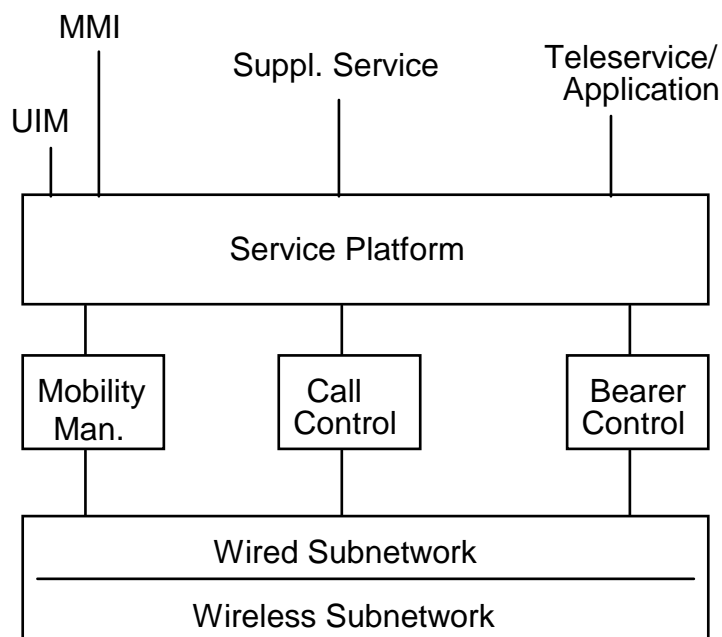 MMI
Suppl. Service
Teleservice/
Application
UIM
Service Platform
Mobility
Man.
Call
Control
Bearer
Control
Wired Subnetwork
Wireless Subnetwork